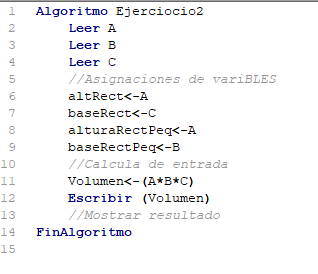 1 Algoritmo Ejerciocio2
2 Leer A
3 Leer B
4 Leer C
5 //Asignaciones de variBLES
6 altRect<-A
7 baseRect<-C
8 alturaRectPeq<-A
9 baseRectPeq<-B
10 //Calcula de entrada
11 Volumen<-(A*B*C)
12 Escribir (Volumen)
13 //Mostrar resultado
14 FinAlgoritmo
15